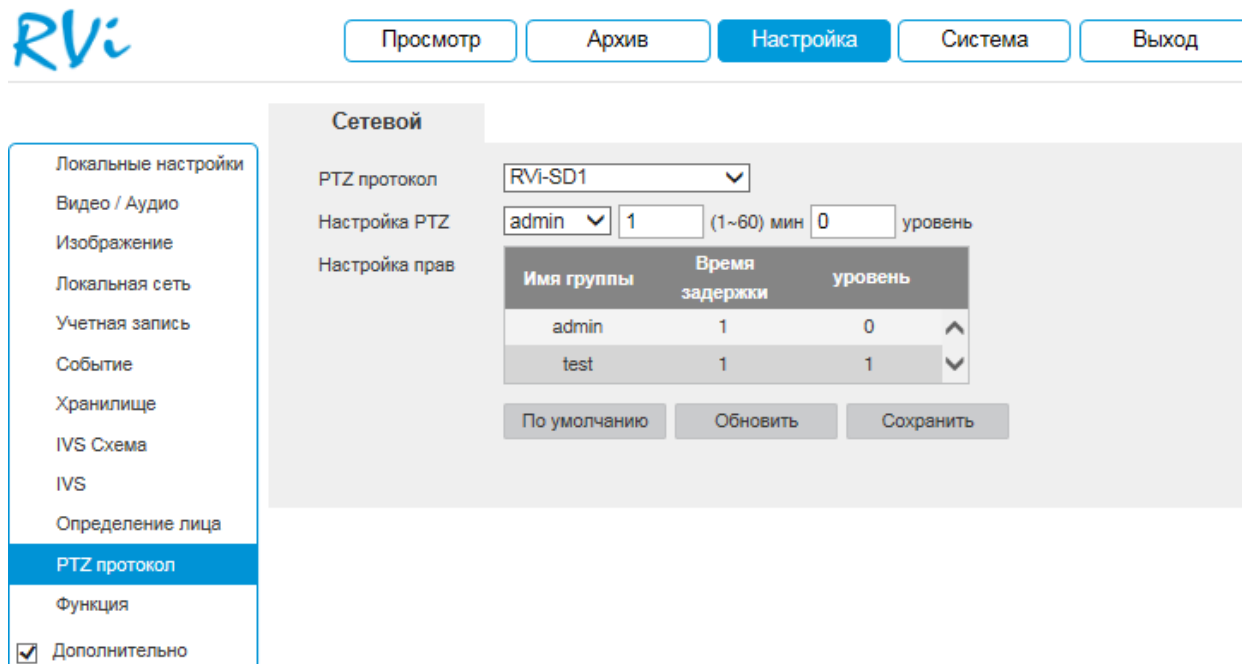 RVi
Просмотр Архив Настройка Система Выход
Сетевой
Локальные настройки
Видео / Аудио
Изображение
Локальная сеть
Учетная запись
Событие
Хранилище
IVS Схема
IVS
Определение лица
PTZ протокол
Функция
Дополнительно
PTZ протокол RVi-SD1
Настройка PTZ admin 1 (1~60) мин 0 уровень
Настройка прав
Имя группы Время задержки уровень
admin 1 0
test 1 1
По умолчанию Обновить Сохранить